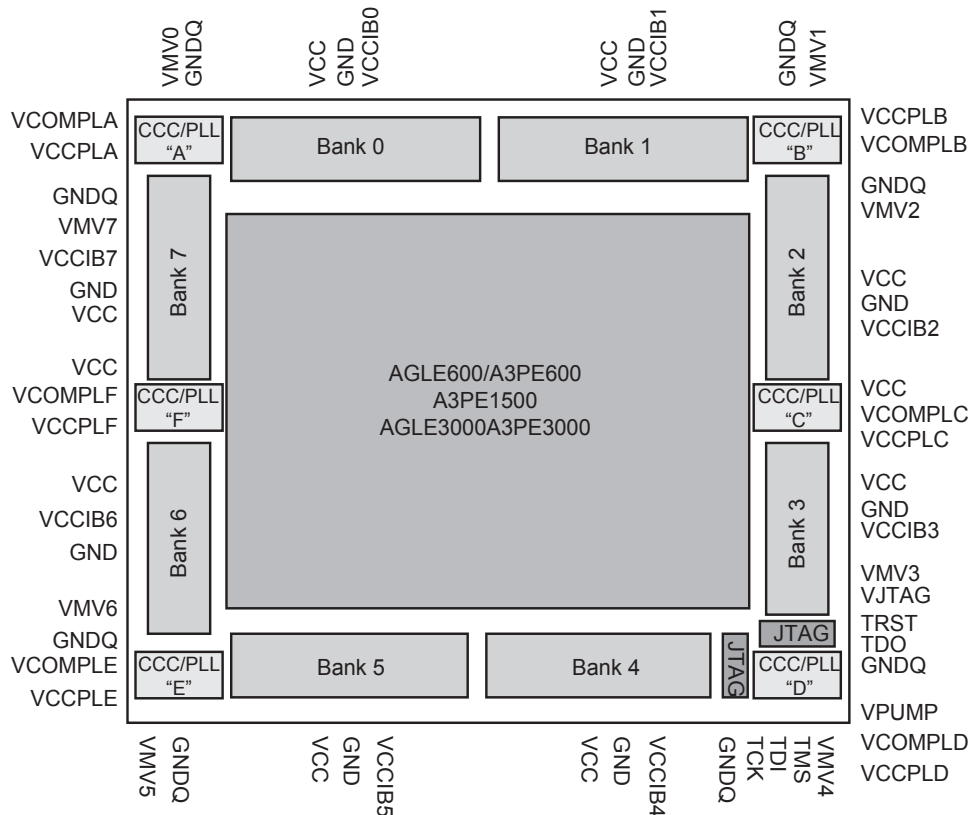 VMV0
GNDQ
VCC
GND
VCCIB0
VCC
GND
VCCIB1
GNDQ
VMV1
VCOMPLA
VCCPLA
GNDQ
VMV7
VCCIB7
GND
VCC
VCC
VCOMPLF
VCCPLF
VCC
VCCIB6
GND
VMV6
GNDQ
VCOMPLE
VCCPLE
CCC/PLL
“A”
Bank 0
Bank 1
CCC/PLL
“B”
Bank 7
Bank 2
AGLE600/A3PE600
A3PE1500
AGLE3000A3PE3000
CCC/PLL
“F”
CCC/PLL
“C”
Bank 6
Bank 3
JTAG
CCC/PLL
“E”
Bank 5
Bank 4
JTAG
CCC/PLL
“D”
VCCPLB
VCOMPLB
GNDQ
VMV2
VCC
GND
VCCIB2
VCC
VCOMPLC
VCCPLC
VCC
GND
VCCIB3
VMV3
VJTAG
TRST
TDO
GNDQ
VPUMP
VCOMPLD
VCCPLD
VMV5
GNDQ
VCC
GND
VCCIB5
VCC
GND
VCCIB4
GNDQ
TCK
TDI
TMS
VMV4